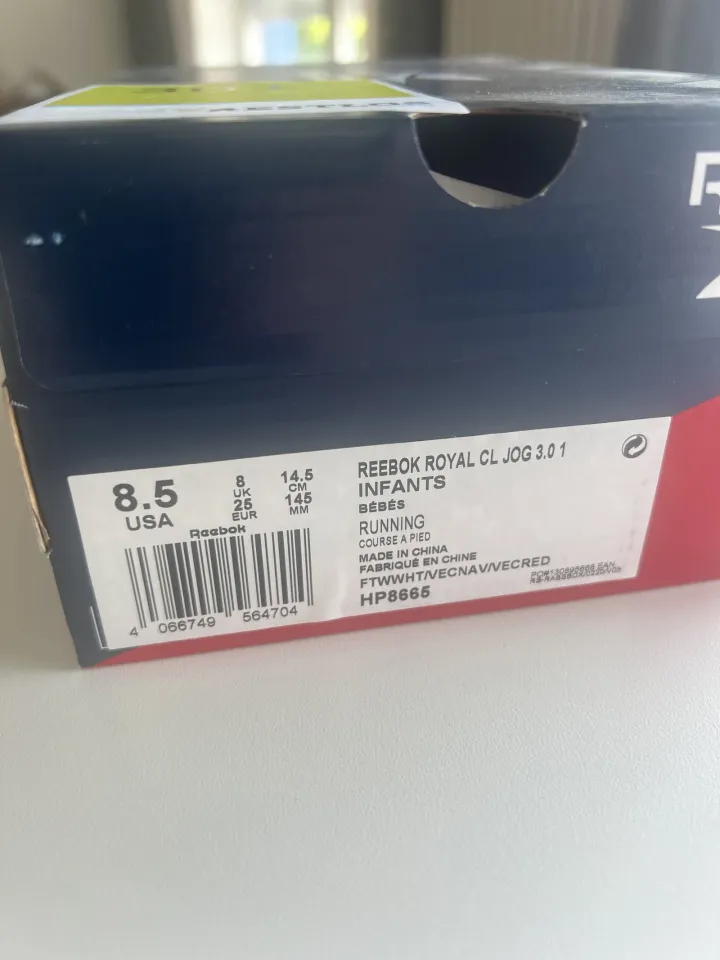 8.5
USA
8
UK
25
EUR
14.5
CM
145
MM
Reebok
4 066749 564704
REEBOK ROYAL CL JOG 3.0 1
INFANTS
BÉBÉS
RUNNING
COURSE A PIED
MADE IN CHINA
FABRIQUÉ EN CHINE
FTWWHT/VECNAV/VECRED
HP8665